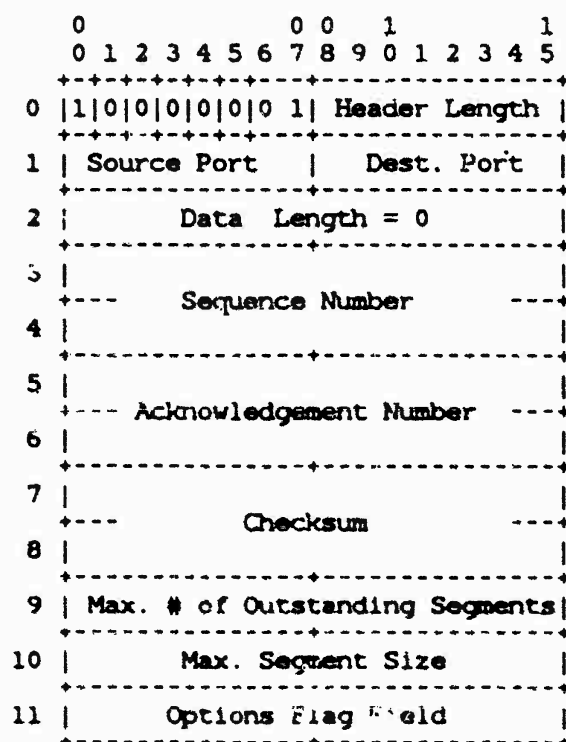 0 0 0 1 1
0 1 2 3 4 5 6 7 8 9 0 1 2 3 4 5
0 |1|0|0|0|0|0|0 1| Header Length |
1 | Source Port | Dest. Port |
2 | Data Length = 0 |
3 |
--- Sequence Number ---
4 |
5 |
--- Acknowledgement Number ---
6 |
7 |
--- Checksum ---
8 |
9 | Max. # of Outstanding Segments|
10 | Max. Segment Size |
11 | Options Flag Field |